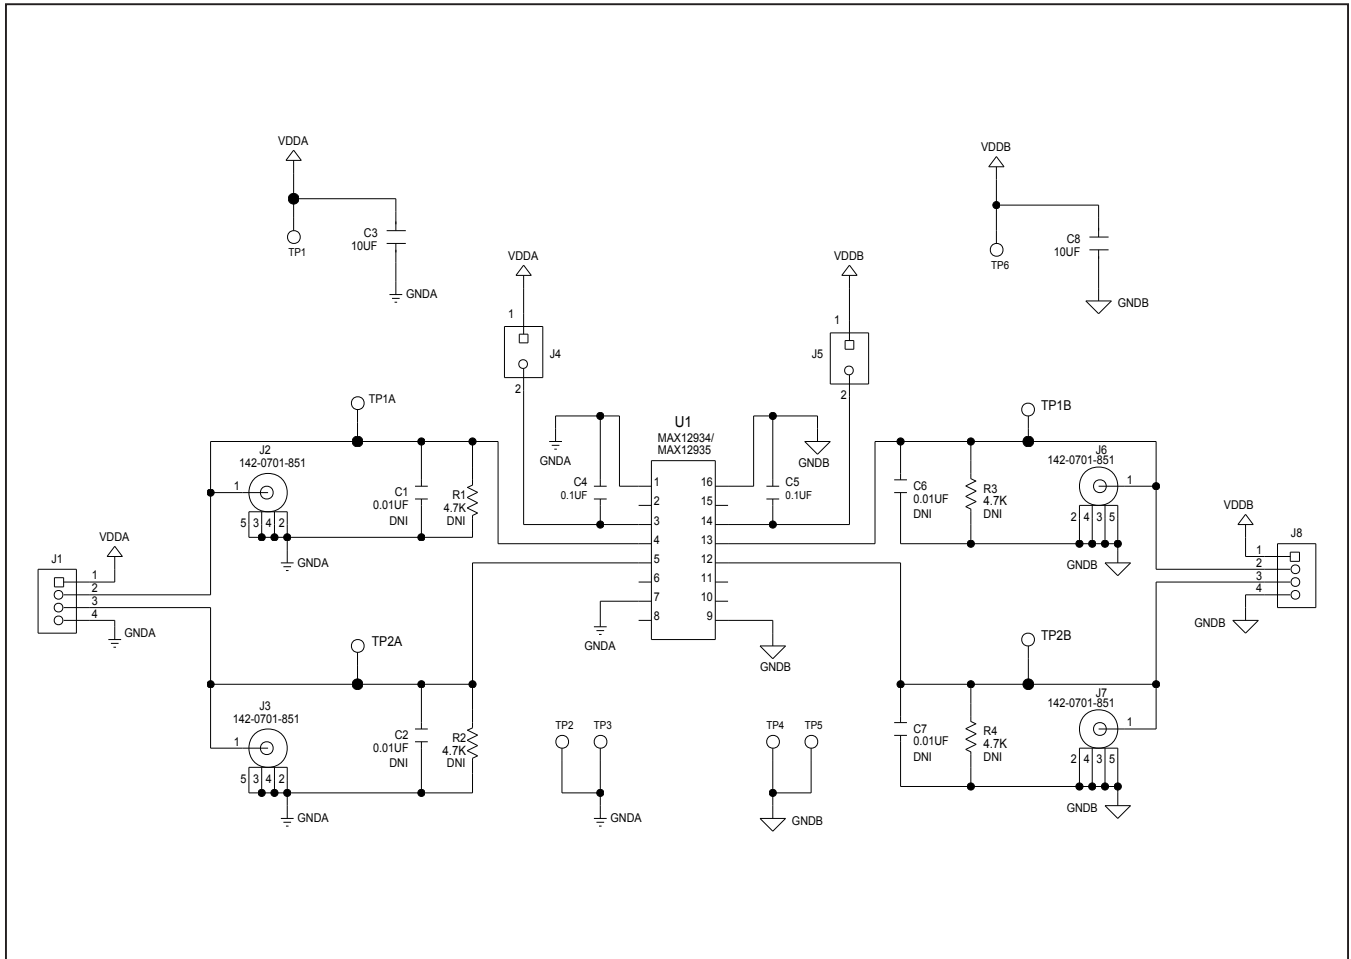 VDDA
VDDB
C3
10UF
TP1
GNDA
C8
10UF
TP6
GNDB
VDDA
VDDB
1
J4
2
1
J5
2
TP1A
TP1B
U1
MAX12934/
MAX12935
GNDA
GNDB
C4
0.1UF
C5
0.1UF
1
2
3
4
5
6
7
8
16
15
14
13
12
11
10
9
J2
142-0701-851
1
5 3 4 2
GNDA
C1
0.01UF
DNI
R1
4.7K
DNI
C6
0.01UF
DNI
R3
4.7K
DNI
J6
142-0701-851
1
2 4 3 5
GNDB
VDDA
J1
1
2
3
4
GNDA
VDDB
J8
1
2
3
4
GNDB
GNDA
GNDB
TP2A
TP2B
J3
142-0701-851
1
5 3 4 2
GNDA
C2
0.01UF
DNI
R2
4.7K
DNI
TP2
TP3
GNDA
TP4
TP5
GNDB
C7
0.01UF
DNI
R4
4.7K
DNI
J7
142-0701-851
1
2 4 3 5
GNDB